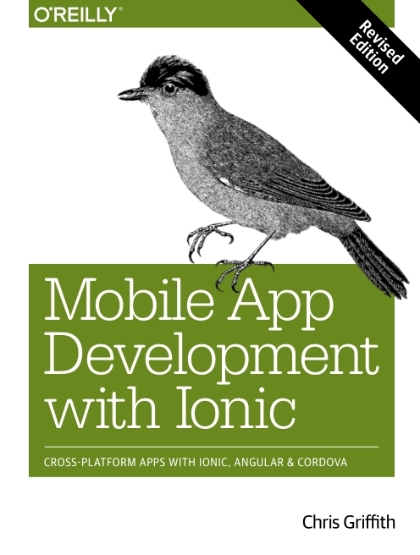 O'REILLY®
Revised
Edition
Mobile App
Development
with Ionic
CROSS-PLATFORM APPS WITH IONIC, ANGULAR & CORDOVA
Chris Griffith